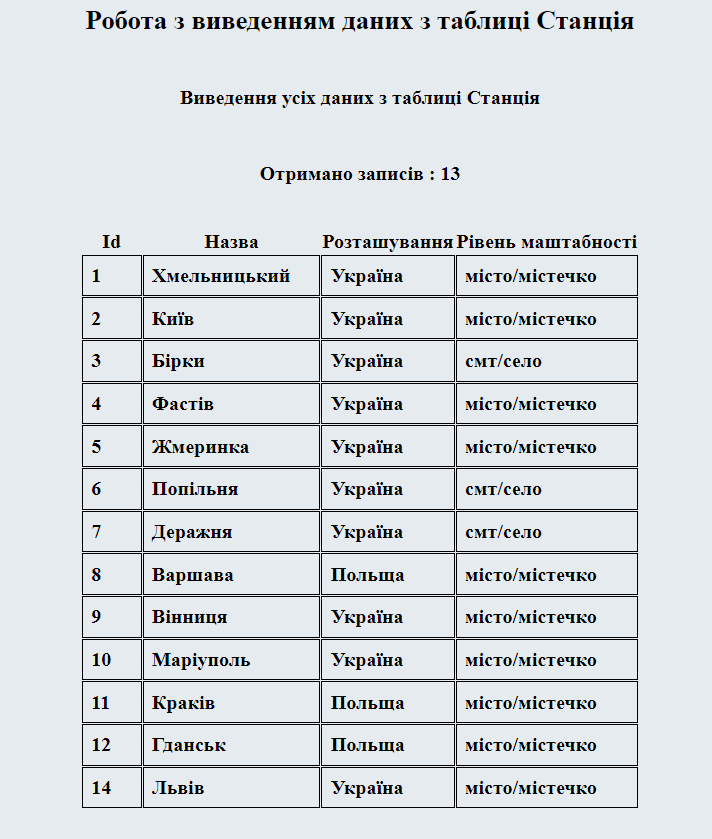 Робота з виведенням даних з таблиці Станція
Виведення усіх даних з таблиці Станція
Отримано записів : 13
Id Назва Розташування Рівень маштабності
1 Хмельницький Україна місто/містечко
2 Київ Україна місто/містечко
3 Бірки Україна смт/село
4 Фастів Україна місто/містечко
5 Жмеринка Україна місто/містечко
6 Попільня Україна смт/село
7 Деражня Україна смт/село
8 Варшава Польща місто/містечко
9 Вінниця Україна місто/містечко
10 Маріуполь Україна місто/містечко
11 Краків Польща місто/містечко
12 Гданськ Польща місто/містечко
14 Львів Україна місто/містечко